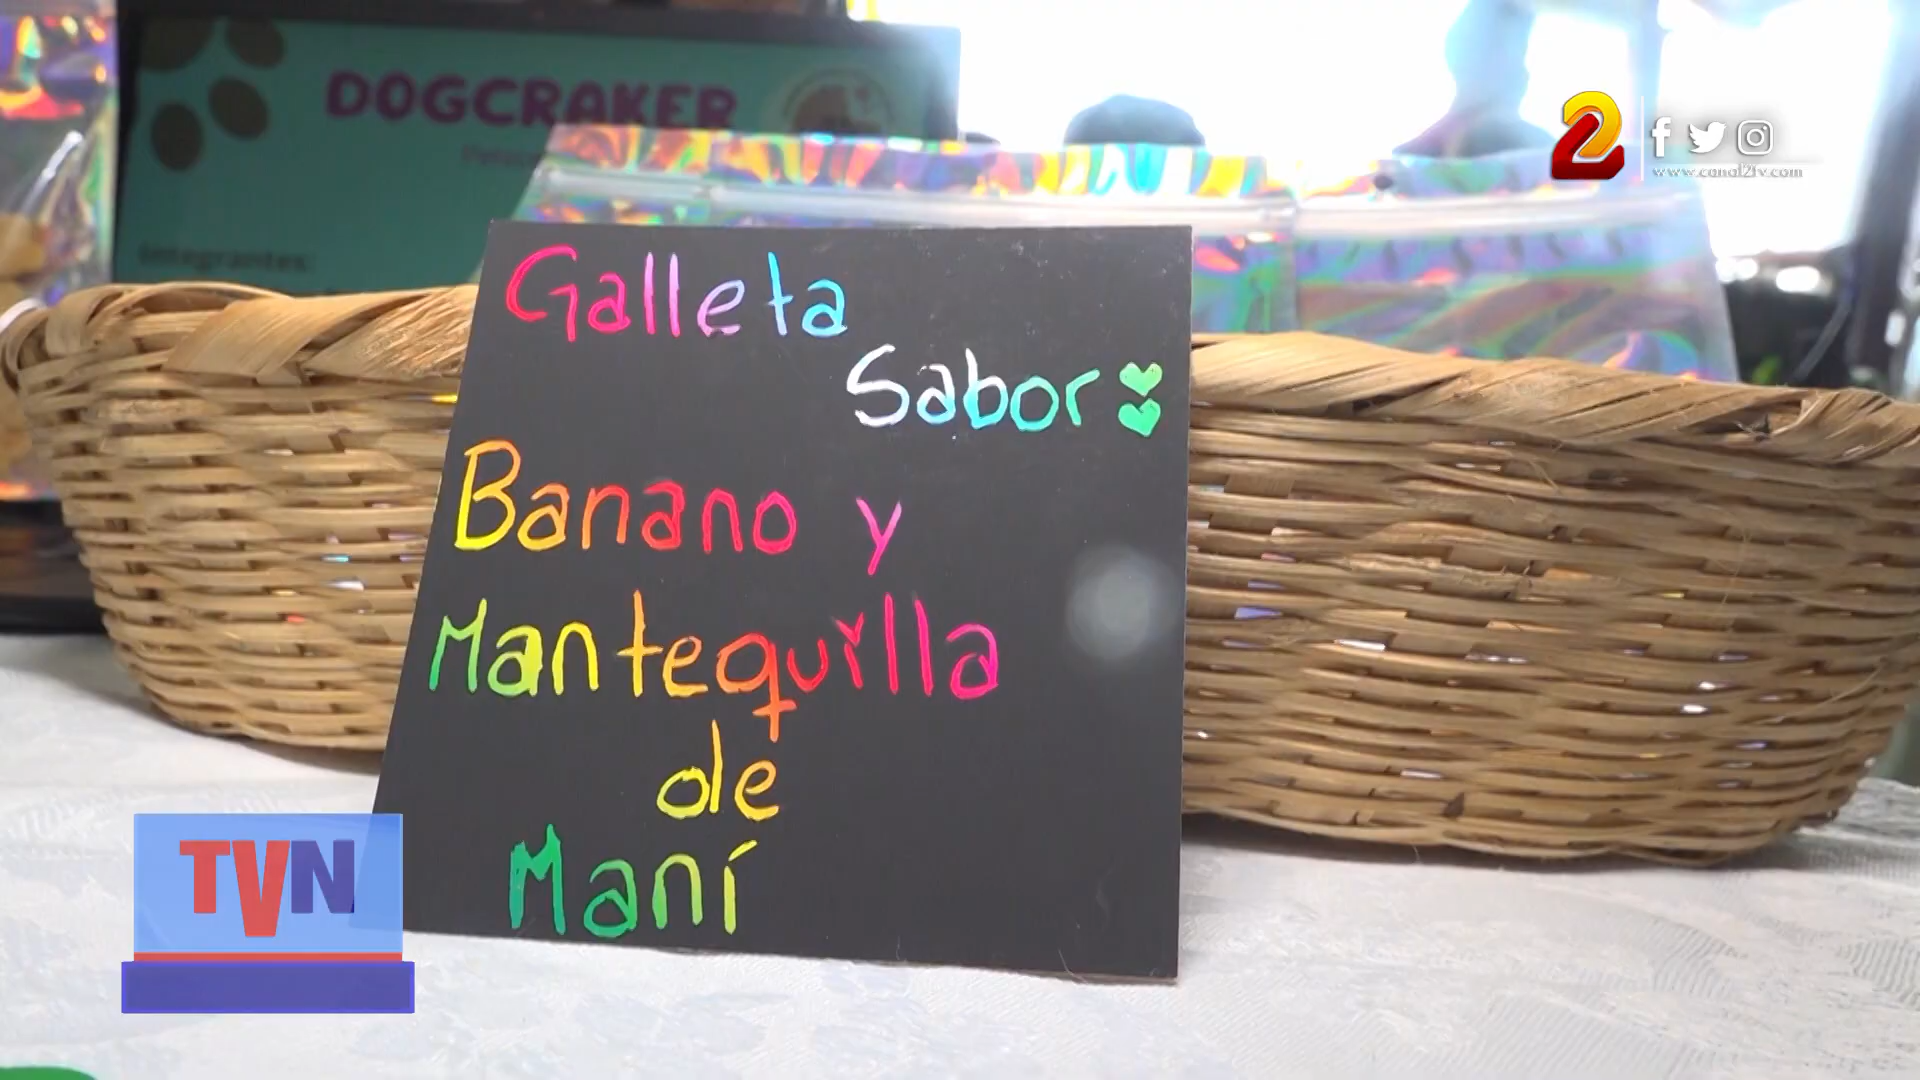 DOGCRAKER
Integrantes:
2
www.canal2tv.com
Galleta
Sabor:
Banano y
Mantequilla
de
Maní
TVN